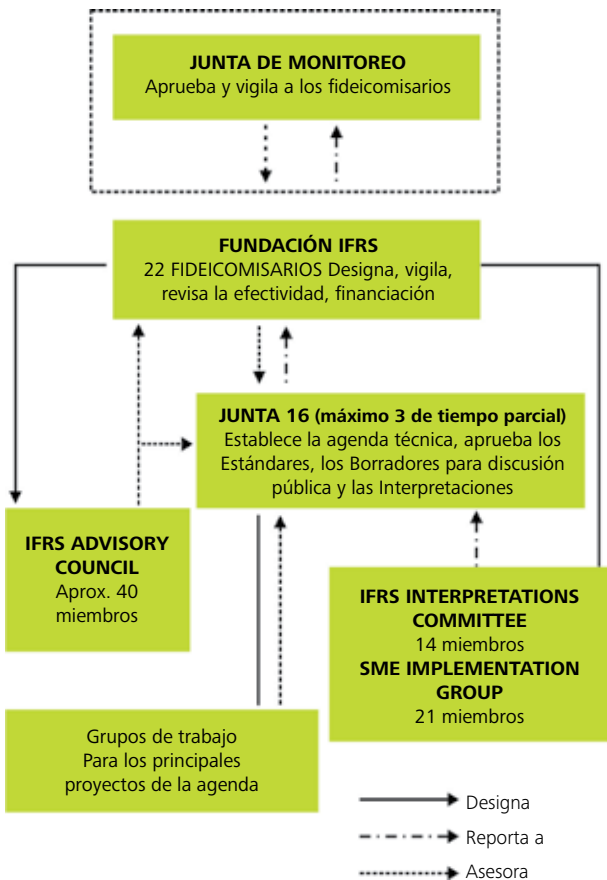 JUNTA DE MONITOREO
Aprueba y vigila a los fideicomisarios
FUNDACIÓN IFRS
22 FIDEICOMISARIOS Designa, vigila,
revisa la efectividad, financiación
JUNTA 16 (máximo 3 de tiempo parcial)
Establece la agenda técnica, aprueba los
Estándares, los Borradores para discusión
pública y las Interpretaciones
IFRS ADVISORY
COUNCIL
Aprox. 40
miembros
IFRS INTERPRETATIONS
COMMITTEE
14 miembros
SME IMPLEMENTATION
GROUP
21 miembros
Grupos de trabajo
Para los principales
proyectos de la agenda
Designa
Reporta a
Asesora